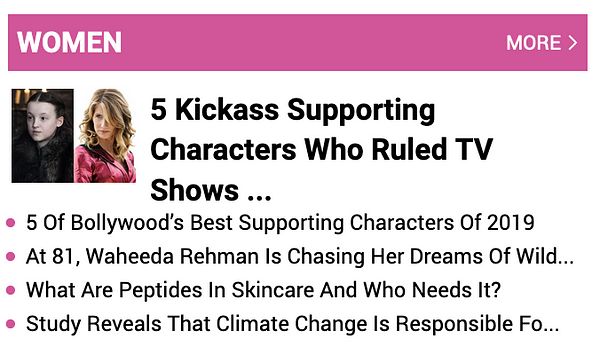 WOMEN
MORE
5 Kickass Supporting
Characters Who Ruled TV
Shows ...
5 Of Bollywood’s Best Supporting Characters Of 2019
At 81, Waheeda Rehman Is Chasing Her Dreams Of Wild...
What Are Peptides In Skincare And Who Needs It?
Study Reveals That Climate Change Is Responsible Fo...